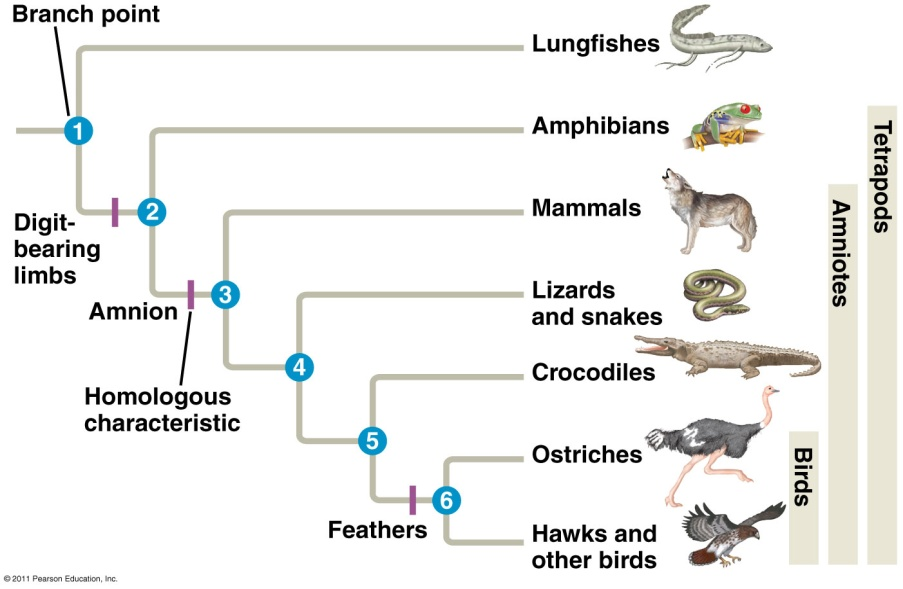 Branch point
Lungfishes
1
Amphibians
Tetrapods
2
Digit-
bearing
limbs
Mammals
Amniotes
Amnion
3
Lizards
and snakes
4
Crocodiles
Homologous
characteristic
5
Ostriches
Birds
6
Feathers
Hawks and
other birds
© 2011 Pearson Education, Inc.